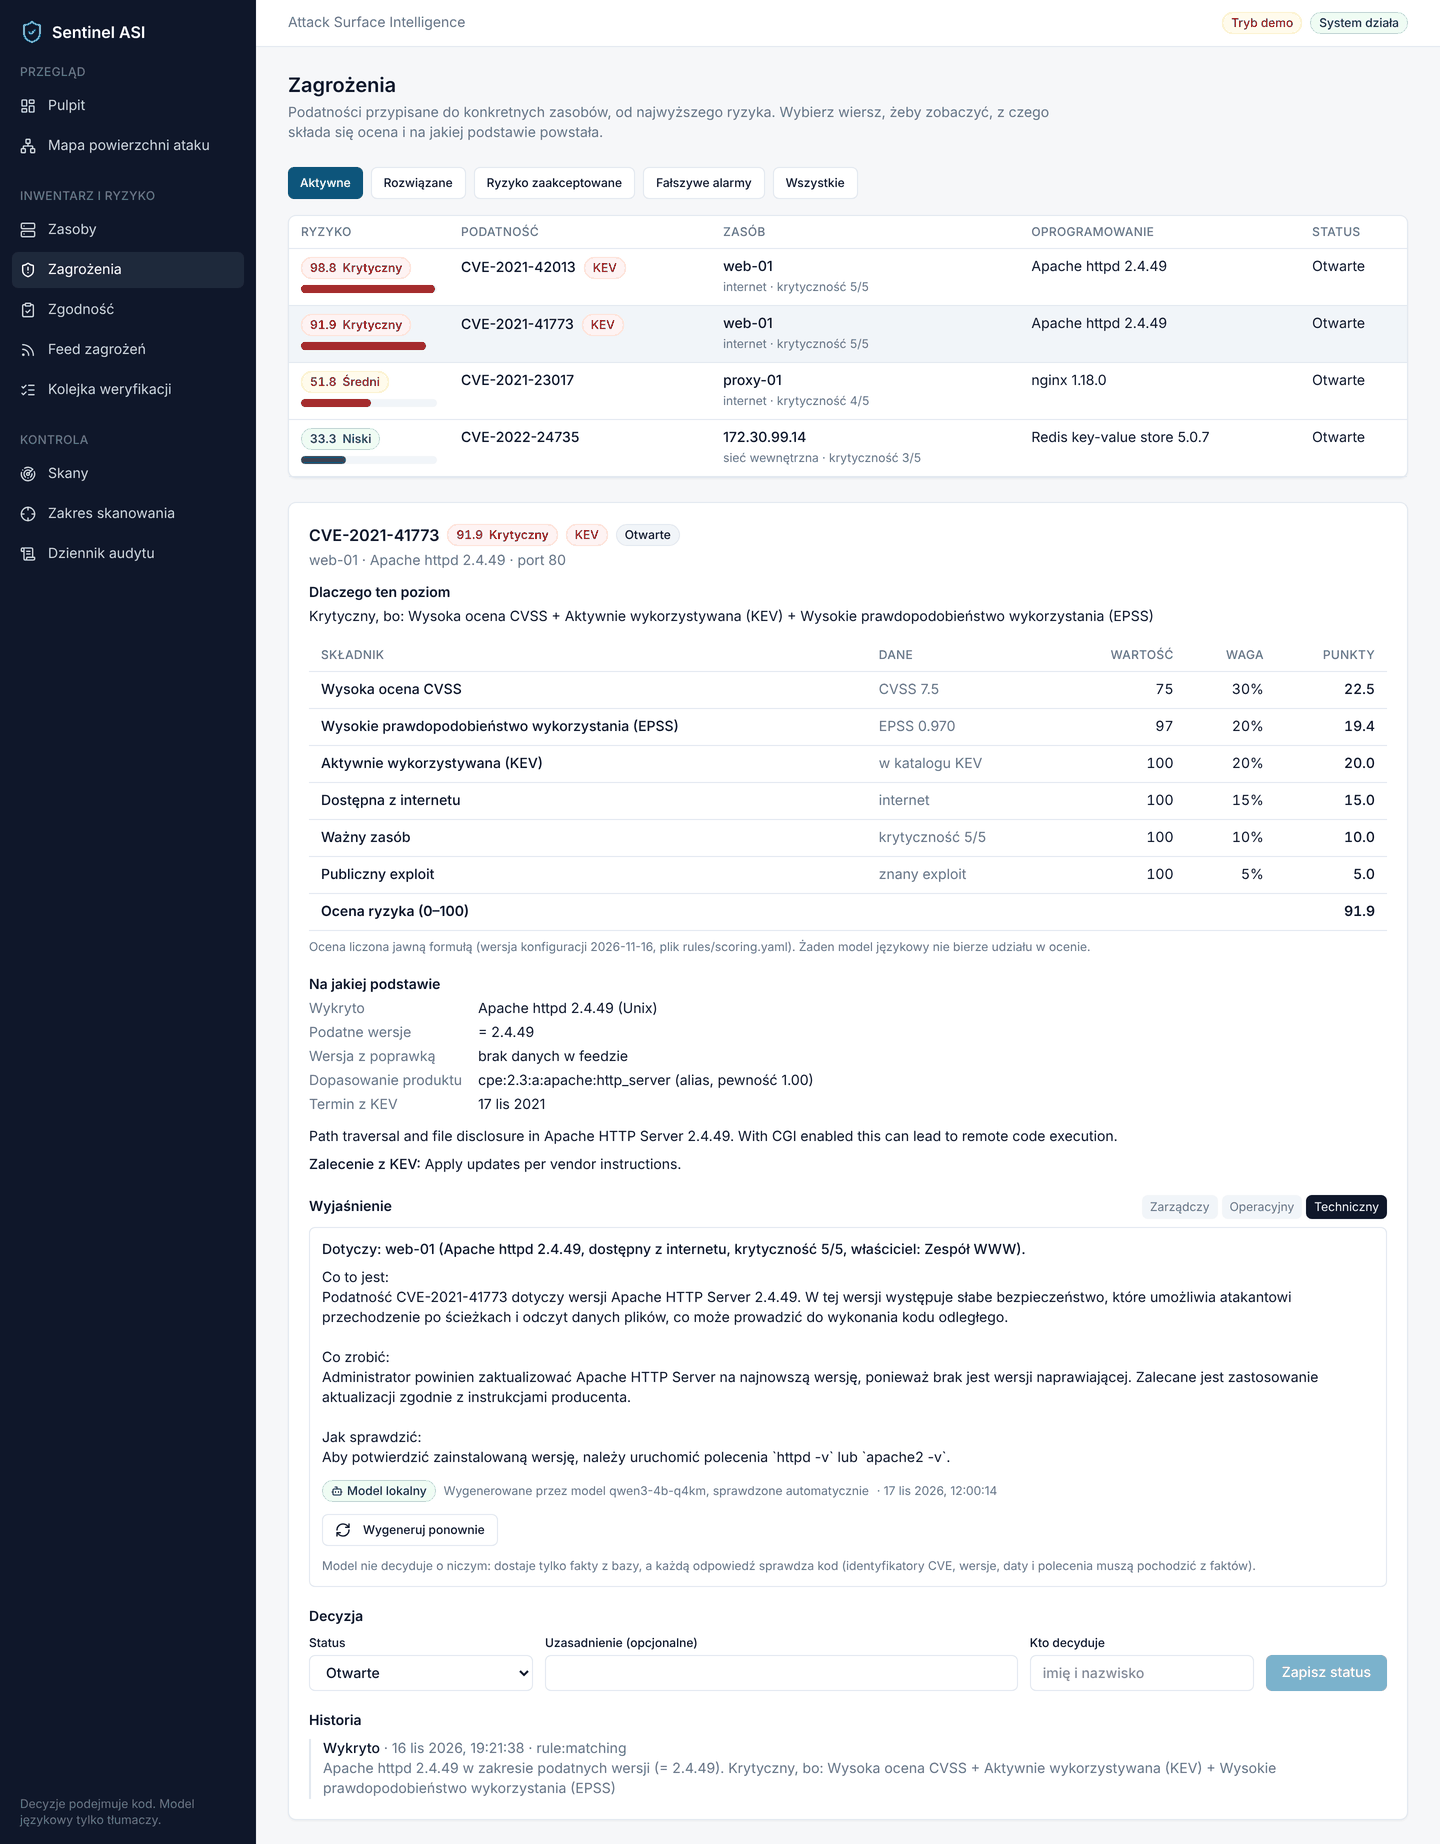 Sentinel ASI
PRZEGLĄD
Pulpit
Mapa powierzchni ataku
INWENTARZ I RYZYKO
Zasoby
Zagrożenia
Zgodność
Feed zagrożeń
Kolejka weryfikacji
KONTROLA
Skany
Zakres skanowania
Dziennik audytu
Decyzje podejmuje kod. Model
językowy tylko tłumaczy.
Attack Surface Intelligence
Tryb demo
System działa
Zagrożenia
Podatności przypisane do konkretnych zasobów, od najwyższego ryzyka. Wybierz wiersz, żeby zobaczyć, z czego
składa się ocena i na jakiej podstawie powstała.
Aktywne Rozwiązane Ryzyko zaakceptowane Fałszywe alarmy Wszystkie
RYZYKO PODATNOŚĆ ZASÓB OPROGRAMOWANIE STATUS
98.8 Krytyczny CVE-2021-42013 KEV web-01 Apache httpd 2.4.49 Otwarte
internet · krytyczność 5/5
91.9 Krytyczny CVE-2021-41773 KEV web-01 Apache httpd 2.4.49 Otwarte
internet · krytyczność 5/5
51.8 Średni CVE-2021-23017 proxy-01 nginx 1.18.0 Otwarte
internet · krytyczność 4/5
33.3 Niski CVE-2022-24735 172.30.99.14 Redis key-value store 5.0.7 Otwarte
sieć wewnętrzna · krytyczność 3/5
CVE-2021-41773 91.9 Krytyczny KEV Otwarte
web-01 · Apache httpd 2.4.49 · port 80
Dlaczego ten poziom
Krytyczny, bo: Wysoka ocena CVSS + Aktywnie wykorzystywana (KEV) + Wysokie prawdopodobieństwo wykorzystania (EPSS)
SKŁADNIK DANE WARTOŚĆ WAGA PUNKTY
Wysoka ocena CVSS CVSS 7.5 75 30% 22.5
Wysokie prawdopodobieństwo wykorzystania (EPSS) EPSS 0.970 97 20% 19.4
Aktywnie wykorzystywana (KEV) w katalogu KEV 100 20% 20.0
Dostępna z internetu internet 100 15% 15.0
Ważny zasób krytyczność 5/5 100 10% 10.0
Publiczny exploit znany exploit 100 5% 5.0
Ocena ryzyka (0–100) 91.9
Ocena liczona jawną formułą (wersja konfiguracji 2026-11-16, plik rules/scoring.yaml). Żaden model językowy nie bierze udziału w ocenie.
Na jakiej podstawie
Wykryto Apache httpd 2.4.49 (Unix)
Podatne wersje = 2.4.49
Wersja z poprawką brak danych w feedzie
Dopasowanie produktu cpe:2.3:a:apache:http_server (alias, pewność 1.00)
Termin z KEV 17 lis 2021
Path traversal and file disclosure in Apache HTTP Server 2.4.49. With CGI enabled this can lead to remote code execution.
Zalecenie z KEV: Apply updates per vendor instructions.
Wyjaśnienie Zarządczy Operacyjny Techniczny
Dotyczy: web-01 (Apache httpd 2.4.49, dostępny z internetu, krytyczność 5/5, właściciel: Zespół WWW).
Co to jest:
Podatność CVE-2021-41773 dotyczy wersji Apache HTTP Server 2.4.49. W tej wersji występuje słabe bezpieczeństwo, które umożliwia atakantowi
przechodzenie po ścieżkach i odczyt danych plików, co może prowadzić do wykonania kodu odległego.
Co zrobić:
Administrator powinien zaktualizować Apache HTTP Server na najnowszą wersję, ponieważ brak jest wersji naprawiającej. Zalecane jest zastosowanie
aktualizacji zgodnie z instrukcjami producenta.
Jak sprawdzić:
Aby potwierdzić zainstalowaną wersję, należy uruchomić polecenia `httpd -v` lub `apache2 -v`.
Model lokalny Wygenerowane przez model qwen3-4b-q4km, sprawdzone automatycznie · 17 lis 2026, 12:00:14
Wygeneruj ponownie
Model nie decyduje o niczym: dostaje tylko fakty z bazy, a każdą odpowiedź sprawdza kod (identyfikatory CVE, wersje, daty i polecenia muszą pochodzić z faktów).
Decyzja
Status Uzasadnienie (opcjonalne) Kto decyduje
Otwarte imię i nazwisko Zapisz status
Historia
Wykryto · 16 lis 2026, 19:21:38 · rule:matching
Apache httpd 2.4.49 w zakresie podatnych wersji (= 2.4.49). Krytyczny, bo: Wysoka ocena CVSS + Aktywnie wykorzystywana (KEV) + Wysokie
prawdopodobieństwo wykorzystania (EPSS)